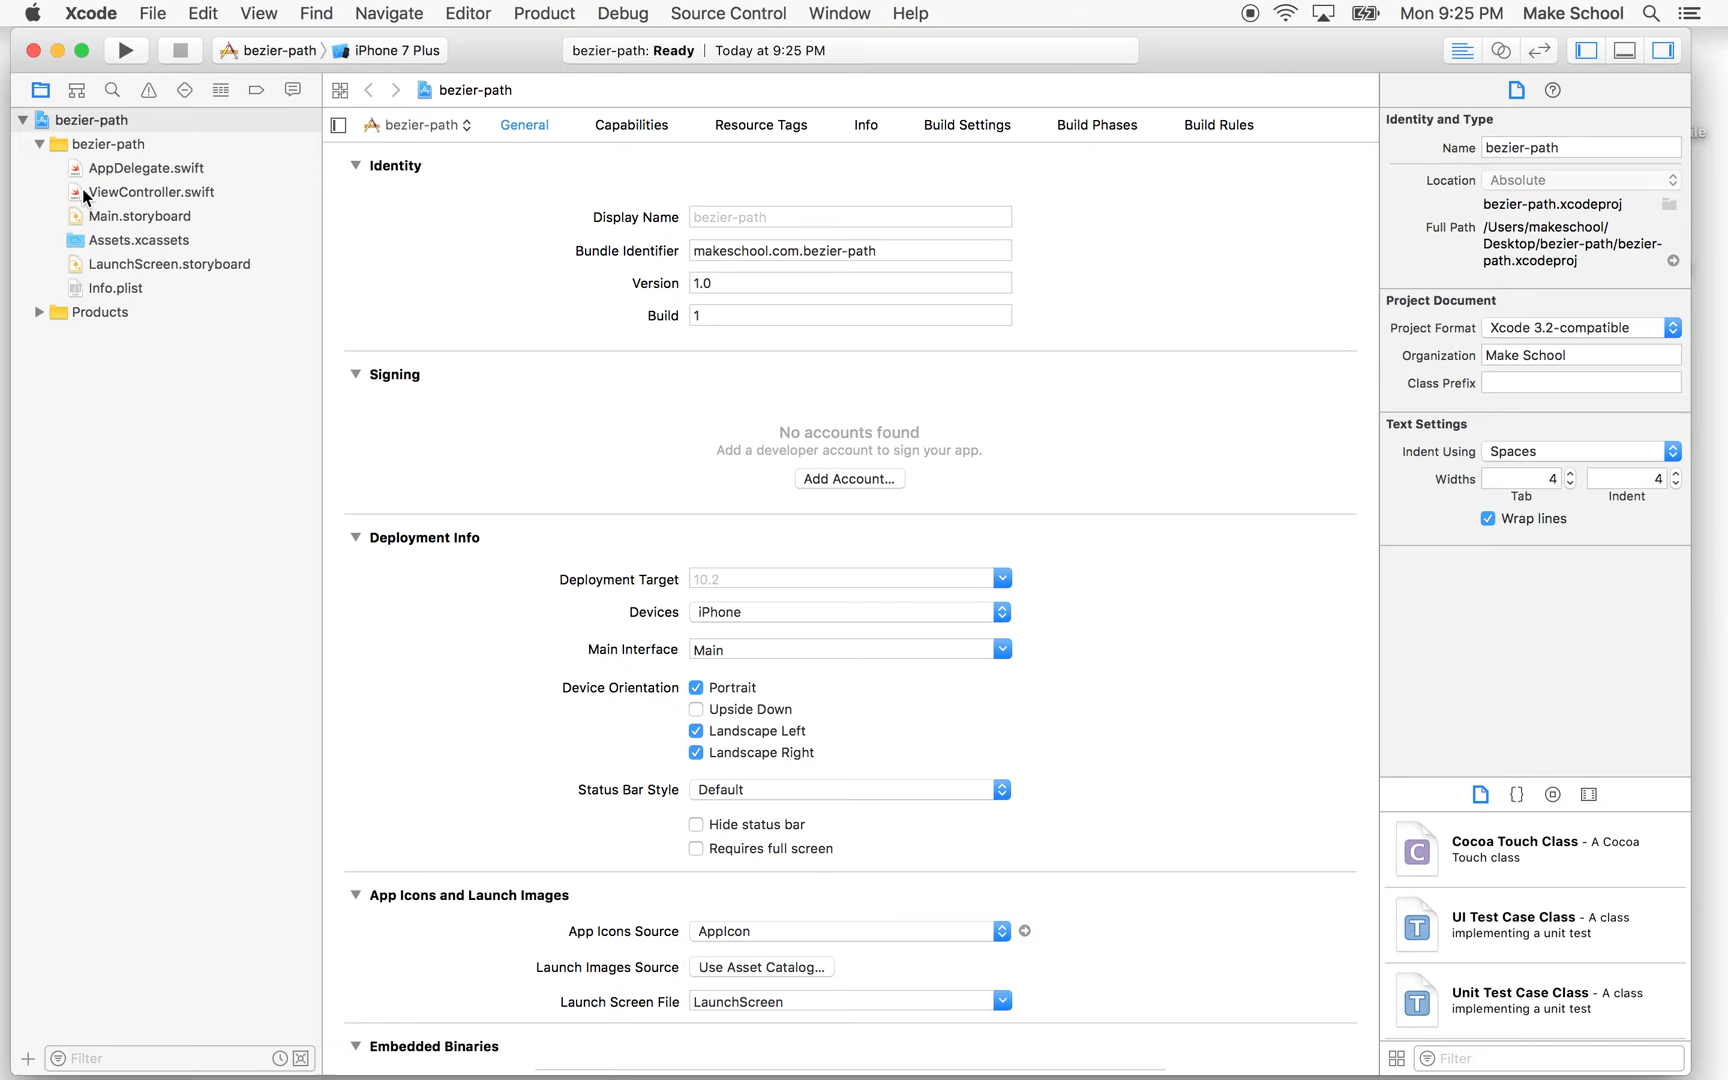 Xcode File Edit View Find Navigate Editor Product Debug Source Control Window Help Mon 9:25 PM Make School
bezier-path iPhone 7 Plus bezier-path: Ready Today at 9:25 PM
bezier-path
bezier-path
bezier-path
AppDelegate.swift
ViewController.swift
Main.storyboard
Assets.xcassets
LaunchScreen.storyboard
Info.plist
Products
Filter
bezier-path General Capabilities Resource Tags Info Build Settings Build Phases Build Rules
Identity
Display Name bezier-path
Bundle Identifier makeschool.com.bezier-path
Version 1.0
Build 1
Signing
No accounts found
Add a developer account to sign your app.
Add Account...
Deployment Info
Deployment Target 10.2
Devices iPhone
Main Interface Main
Device Orientation Portrait
Upside Down
Landscape Left
Landscape Right
Status Bar Style Default
Hide status bar
Requires full screen
App Icons and Launch Images
App Icons Source AppIcon
Launch Images Source Use Asset Catalog...
Launch Screen File LaunchScreen
Embedded Binaries
Identity and Type
Name bezier-path
Location Absolute
bezier-path.xcodeproj
Full Path /Users/makeschool/
Desktop/bezier-path/bezier-
path.xcodeproj
Project Document
Project Format Xcode 3.2-compatible
Organization Make School
Class Prefix
Text Settings
Indent Using Spaces
Widths 4 4
Tab Indent
Wrap lines
C
Cocoa Touch Class - A Cocoa
Touch class
T
UI Test Case Class - A class
implementing a unit test
T
Unit Test Case Class - A class
implementing a unit test
Filter